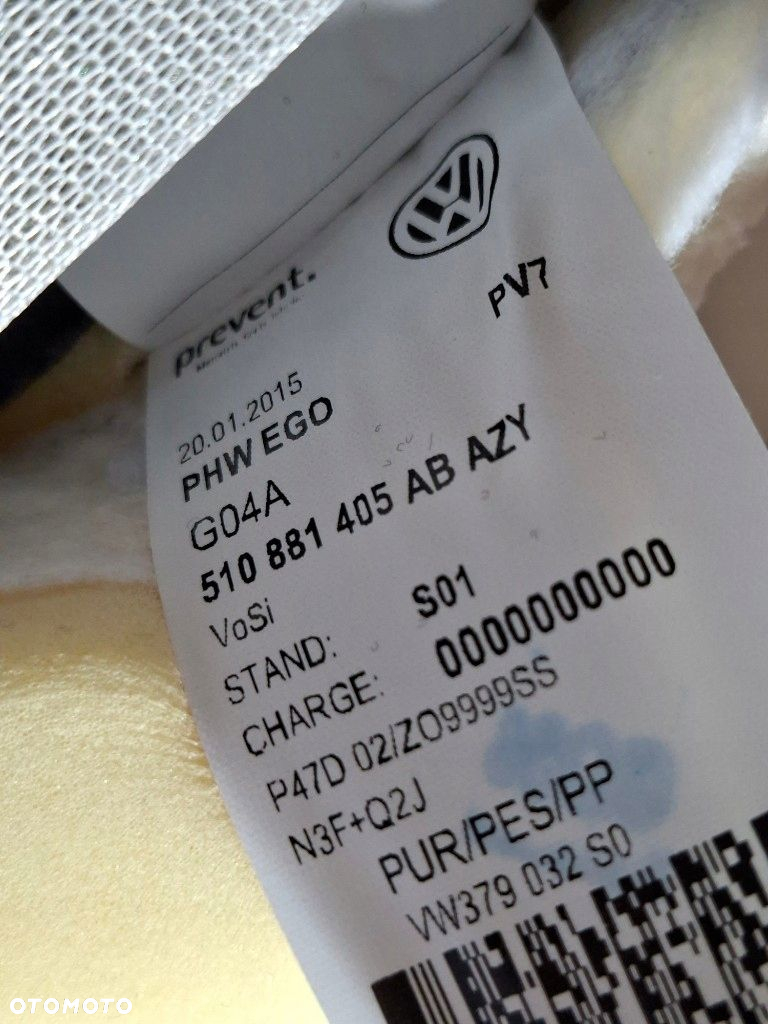 prevent.
PV7
20.01.2015
PHW EGO
G04A
510 881 405 AB AZY
VoSi
STAND: S01
CHARGE: 0000000000
P47D 02/ZO9999SS
N3F+Q2J
PUR/PES/PP
VW379 032 S0
OTOMOTO